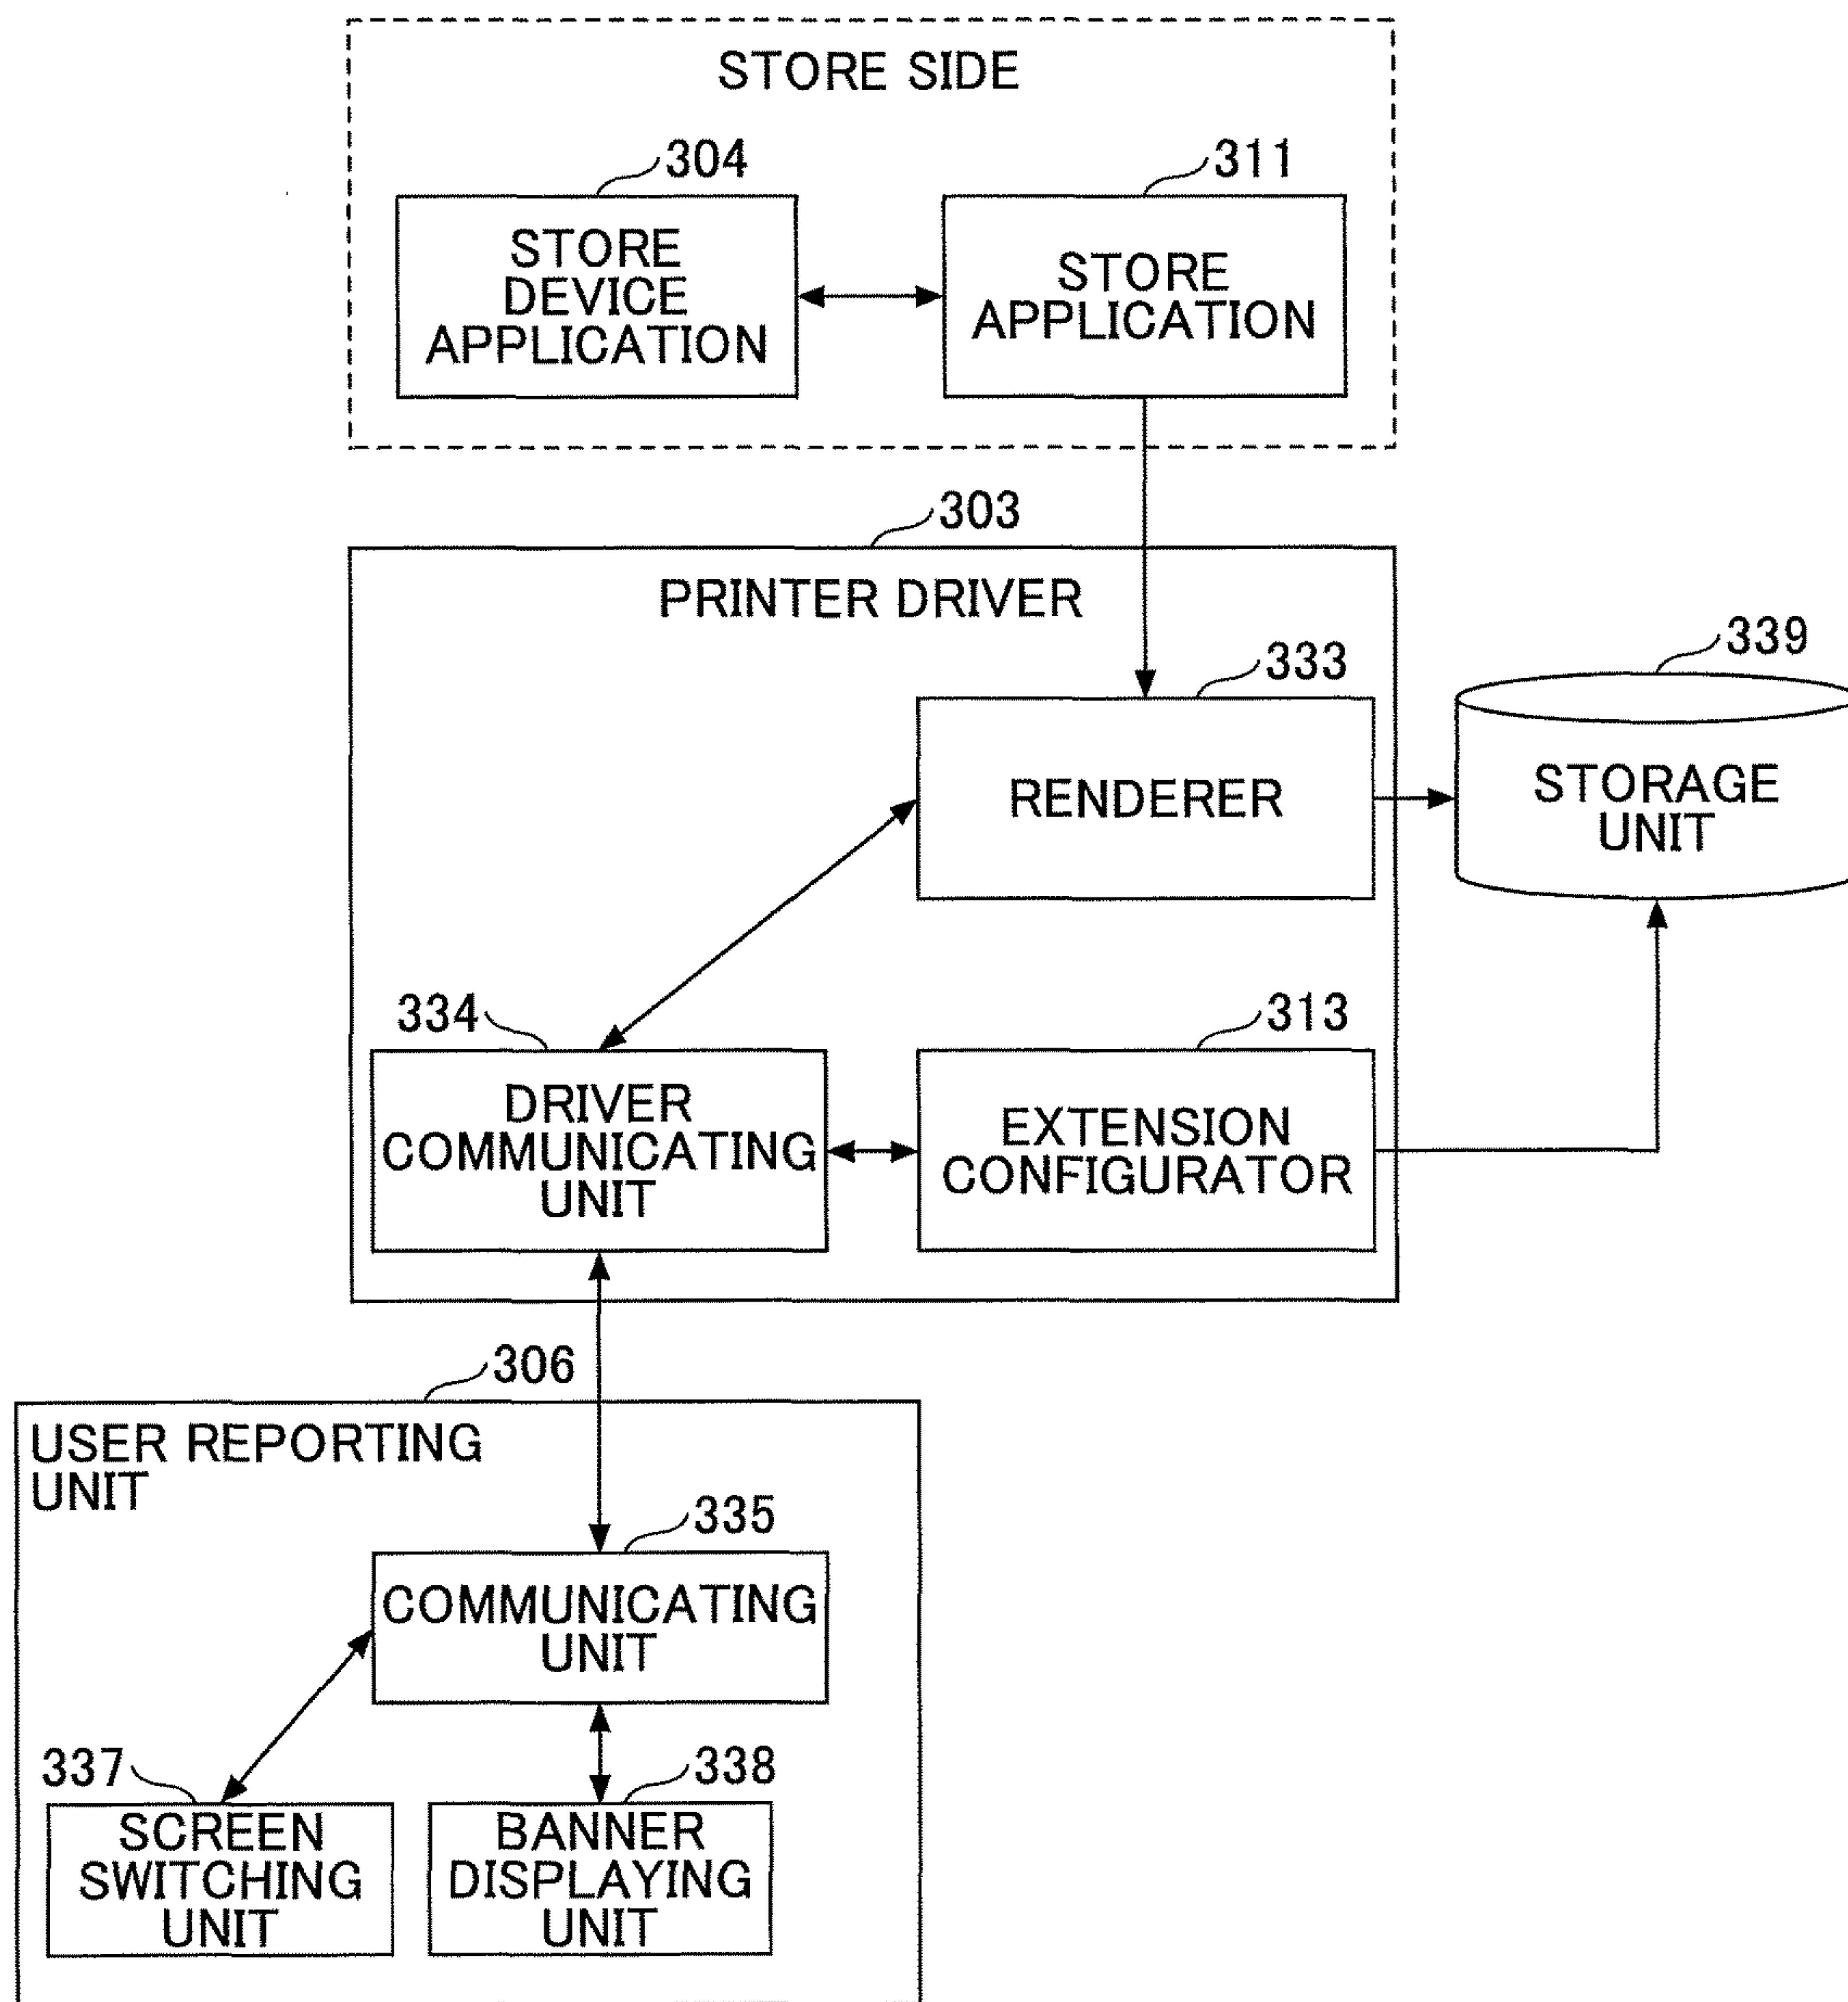 STORE SIDE
304
311
STORE
DEVICE
APPLICATION
STORE
APPLICATION
303
PRINTER DRIVER
333
339
RENDERER
STORAGE
UNIT
334
313
DRIVER
COMMUNICATING
UNIT
EXTENSION
CONFIGURATOR
306
USER REPORTING
UNIT
335
COMMUNICATING
UNIT
337
338
SCREEN
SWITCHING
UNIT
BANNER
DISPLAYING
UNIT